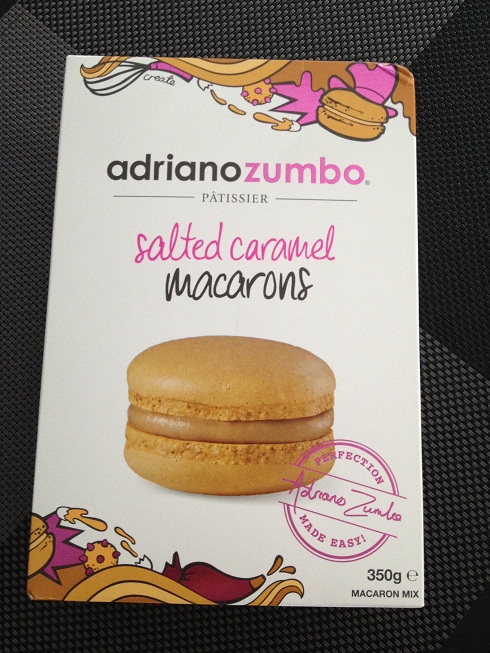 create
adrianozumbo®
PÂTISSIER
salted caramel
macarons
PERFECTION
Adriano Zumbo
MADE EASY!
350g ℮
MACARON MIX